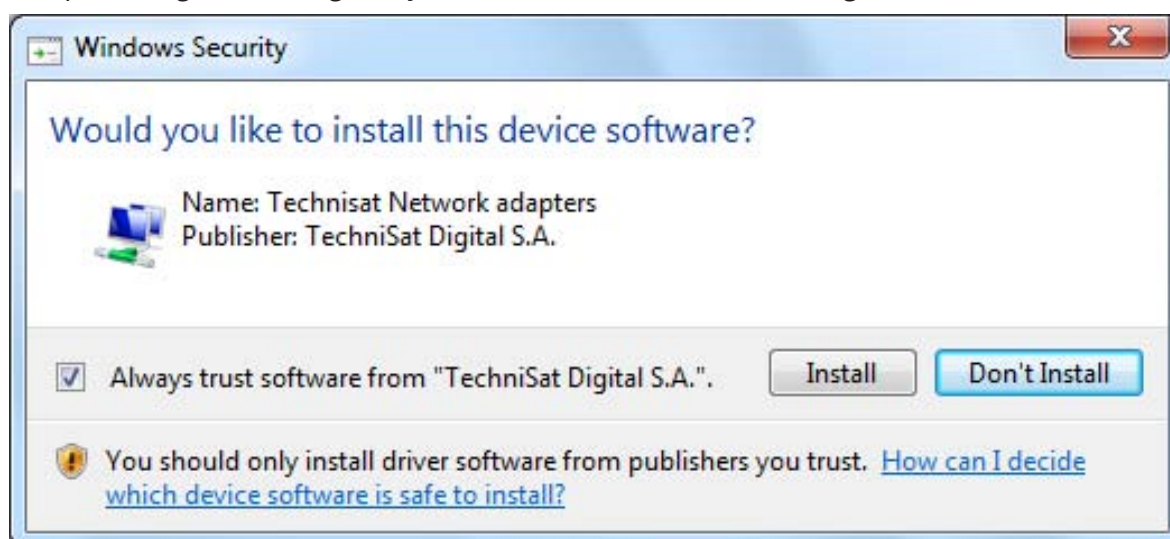 Windows Security
Would you like to install this device software?
Name: Technisat Network adapters
Publisher: TechniSat Digital S.A.
Always trust software from "TechniSat Digital S.A.".
Install
Don't Install
You should only install driver software from publishers you trust. How can I decide
which device software is safe to install?